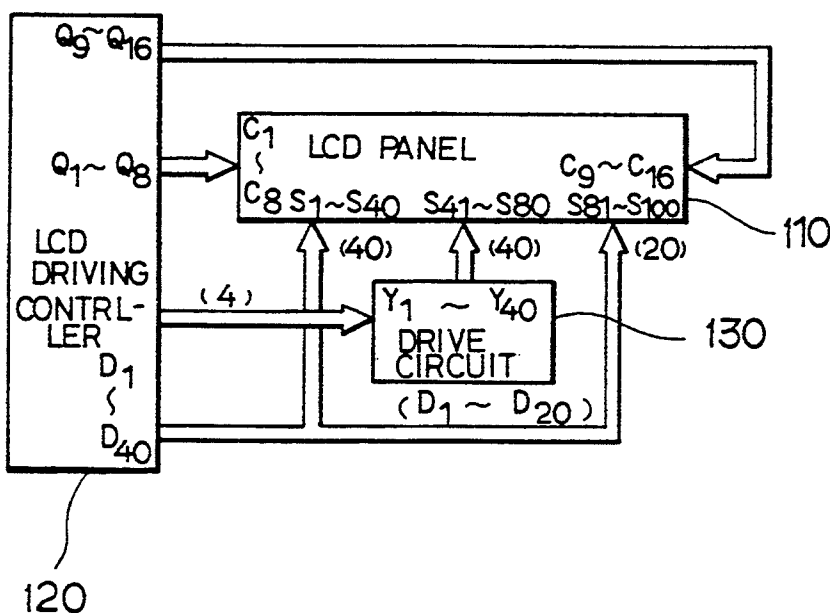 Q9~Q16
Q1~Q8
LCD
DRIVING
CONTRL-
LER
D1
~
D40
120
C1
~
C8
LCD PANEL
C9~C16
S1~S40
S41~S80
S81~S100
110
(40)
(40)
(20)
(4)
Y1 ~ Y40
DRIVE
CIRCUIT
130
(D1 ~ D20)